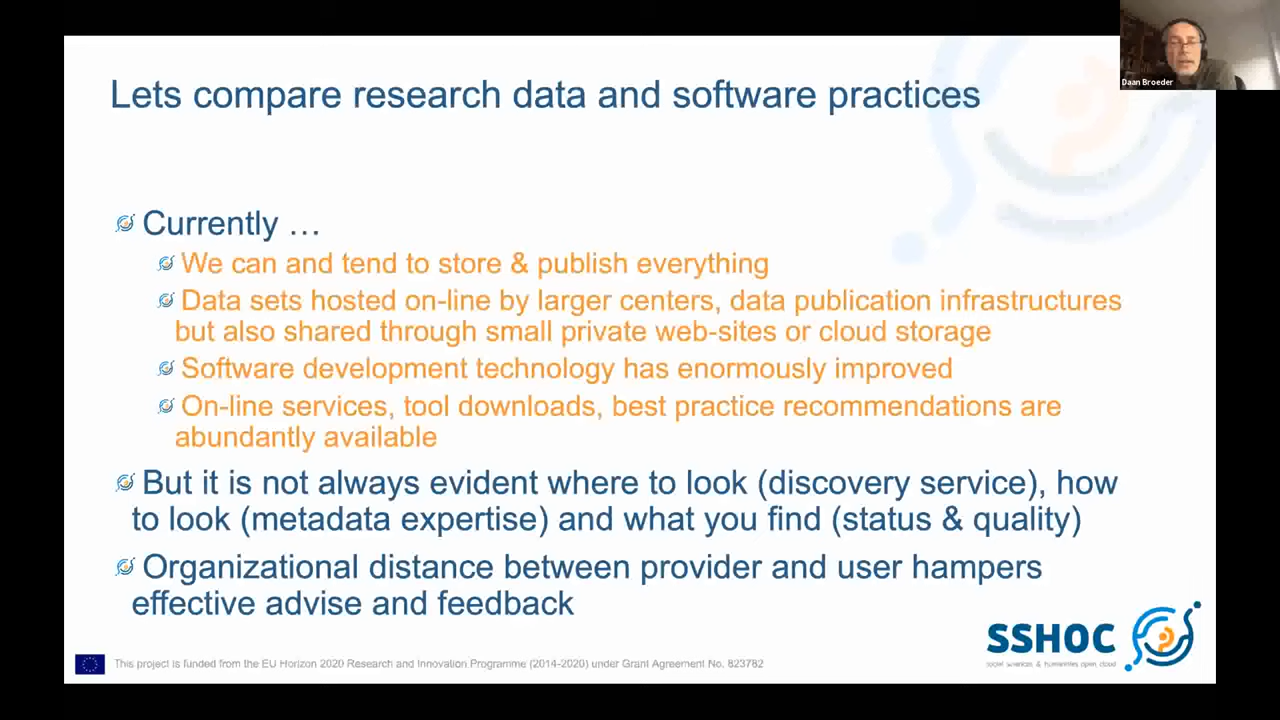 Daan Broeder
Lets compare research data and software practices
Currently …
We can and tend to store & publish everything
Data sets hosted on-line by larger centers, data publication infrastructures
but also shared through small private web-sites or cloud storage
Software development technology has enormously improved
On-line services, tool downloads, best practice recommendations are
abundantly available
But it is not always evident where to look (discovery service), how
to look (metadata expertise) and what you find (status & quality)
Organizational distance between provider and user hampers
effective advise and feedback
SSHOC
social sciences & humanities open cloud
This project is funded from the EU Horizon 2020 Research and Innovation Programme (2014-2020) under Grant Agreement No. 823782